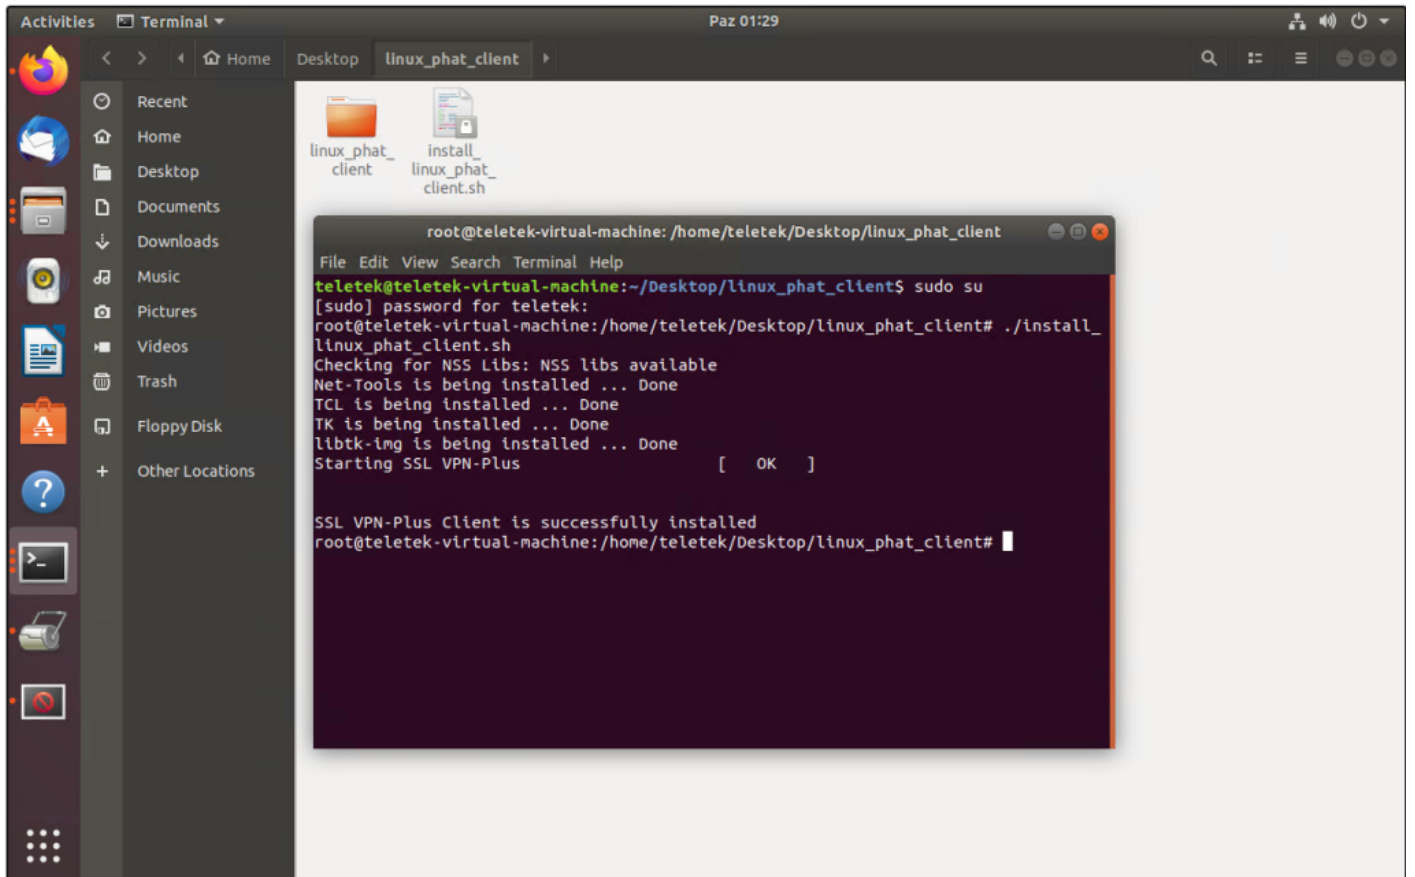 Activities
Terminal
Paz 01:29
Home
Desktop
linux_phat_client
Recent
Home
Desktop
Documents
Downloads
Music
Pictures
Videos
Trash
Floppy Disk
Other Locations
linux_phat_
client
install_
linux_phat_
client.sh
root@teletek-virtual-machine: /home/teletek/Desktop/linux_phat_client
File Edit View Search Terminal Help
teletek@teletek-virtual-machine:~/Desktop/linux_phat_client$ sudo su
[sudo] password for teletek:
root@teletek-virtual-machine:/home/teletek/Desktop/linux_phat_client# ./install_
linux_phat_client.sh
Checking for NSS Libs: NSS libs available
Net-Tools is being installed ... Done
TCL is being installed ... Done
TK is being installed ... Done
libtk-img is being installed ... Done
Starting SSL VPN-Plus [ OK ]
SSL VPN-Plus Client is successfully installed
root@teletek-virtual-machine:/home/teletek/Desktop/linux_phat_client#